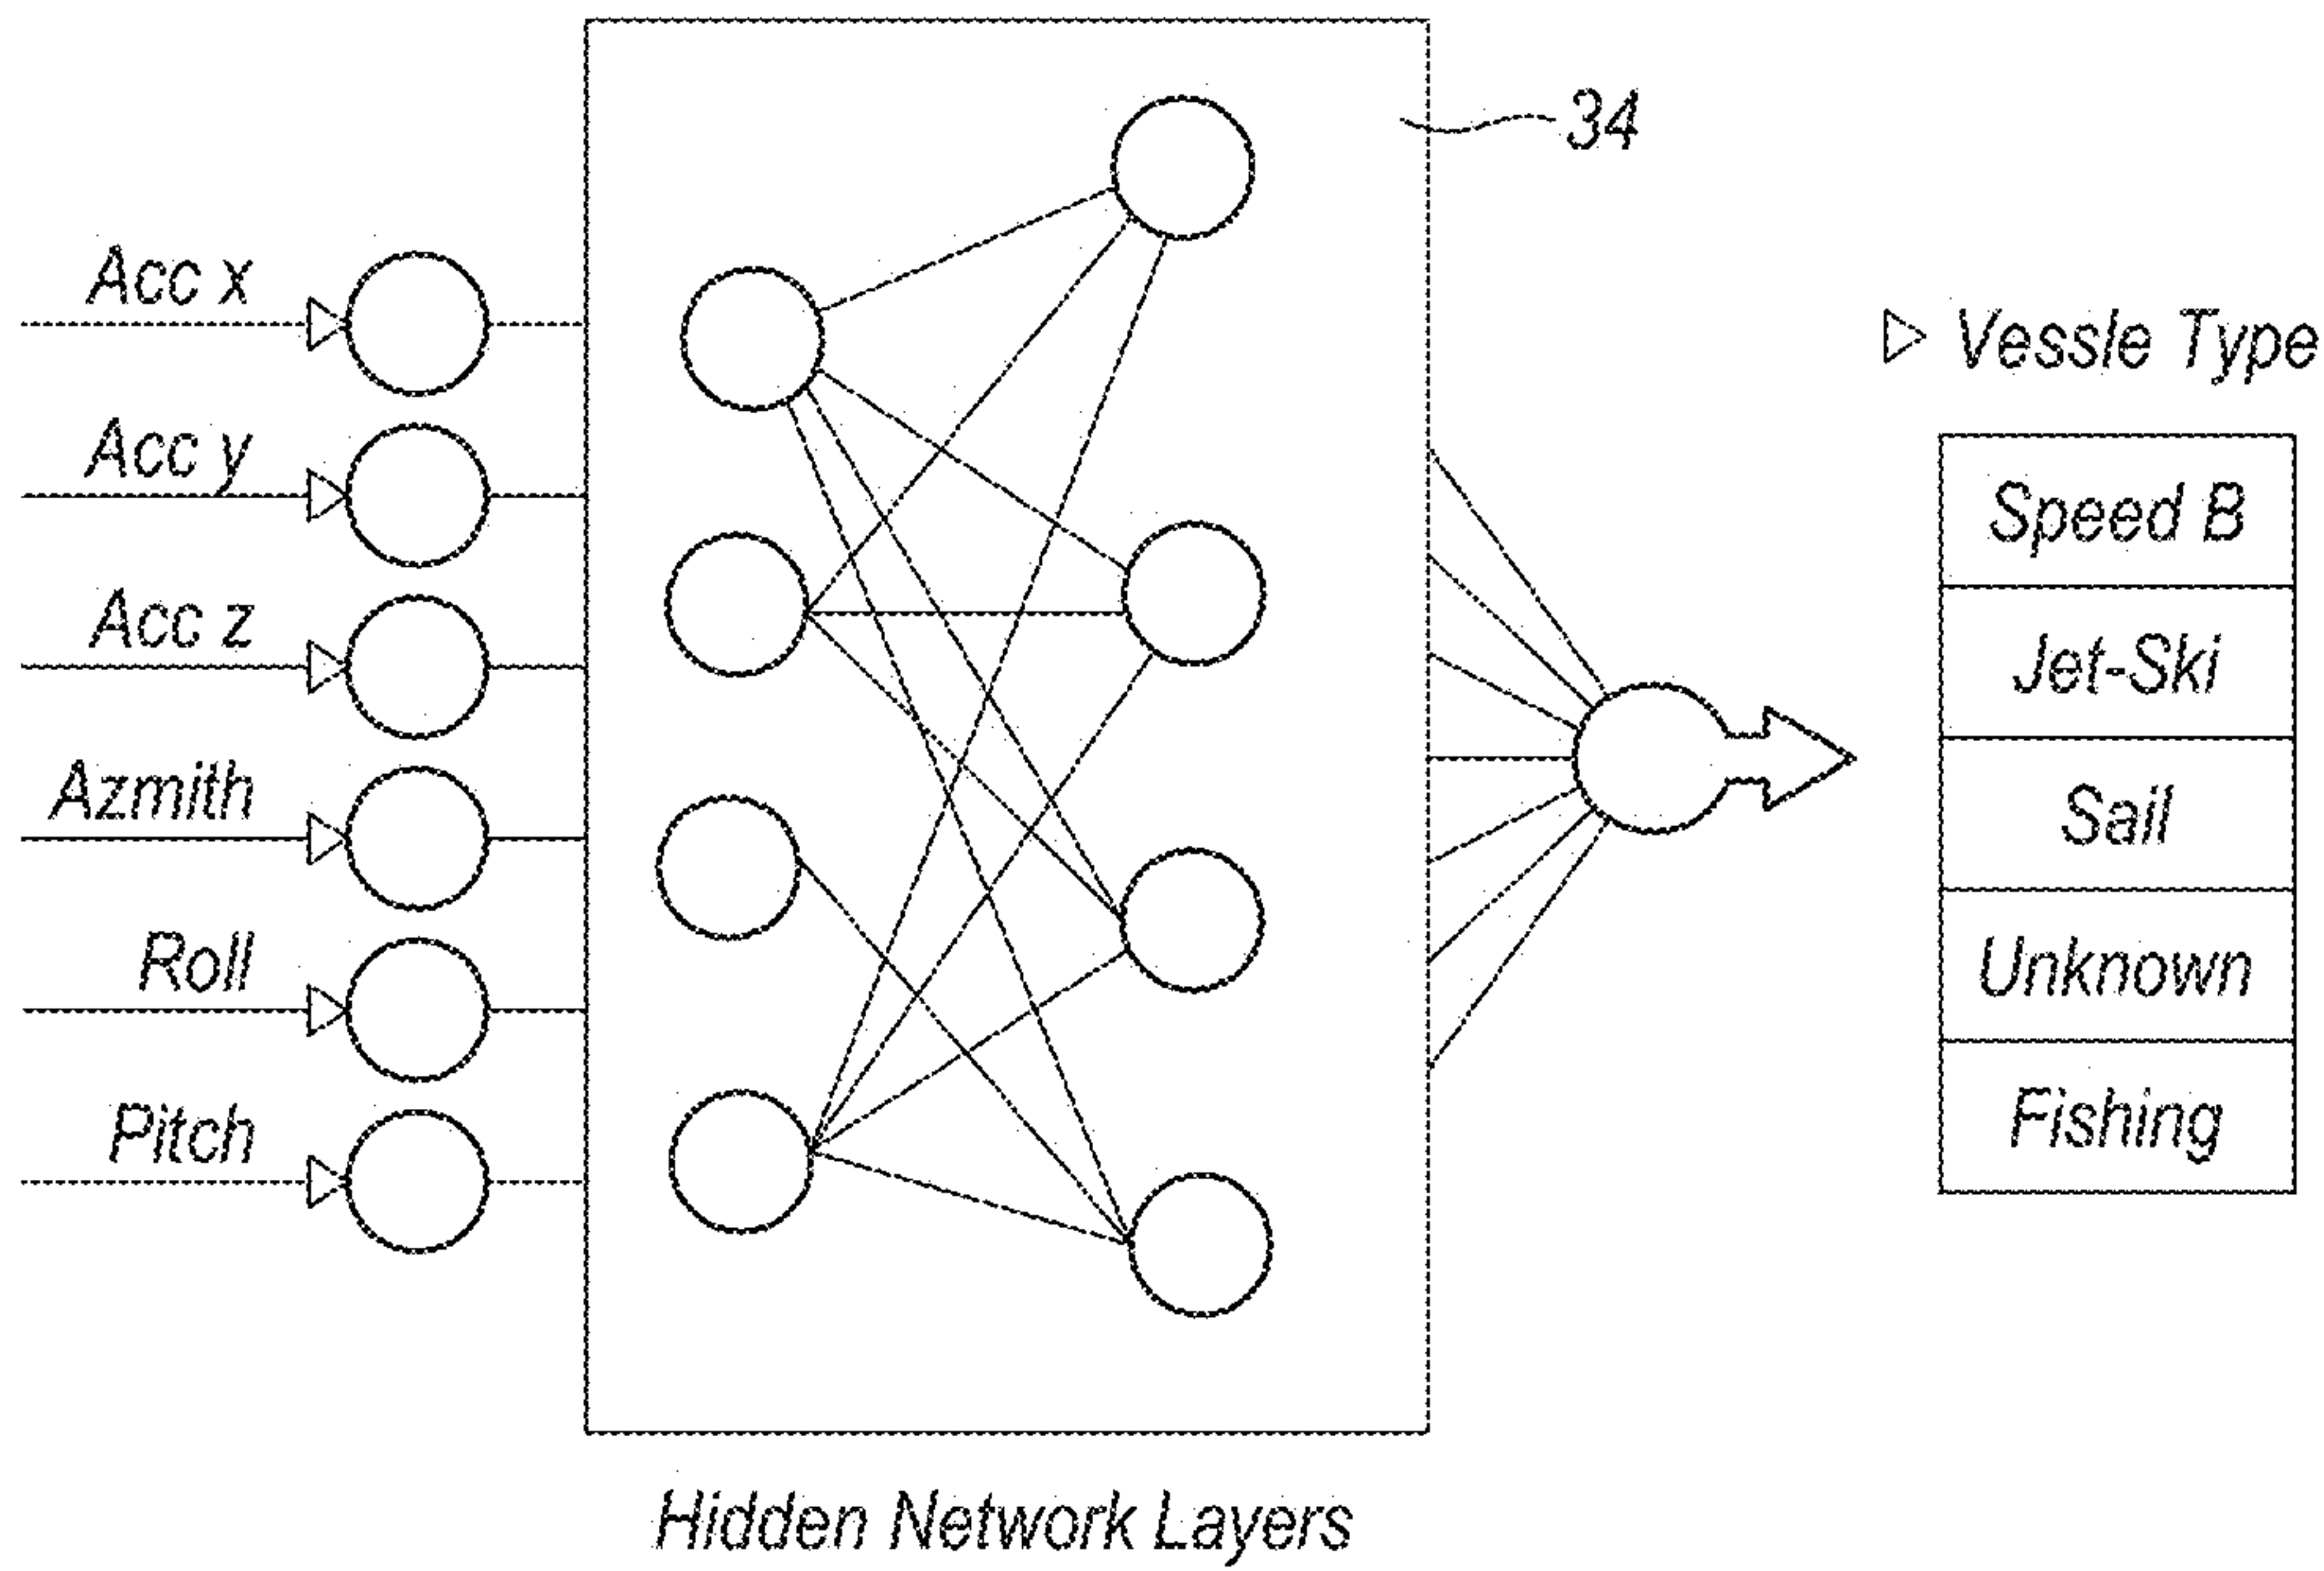 34
Acc x
Acc y
Acc z
Azmith
Roll
Pitch
Vessle Type
Speed B
Jet-Ski
Sail
Unknown
Fishing
Hidden Network Layers